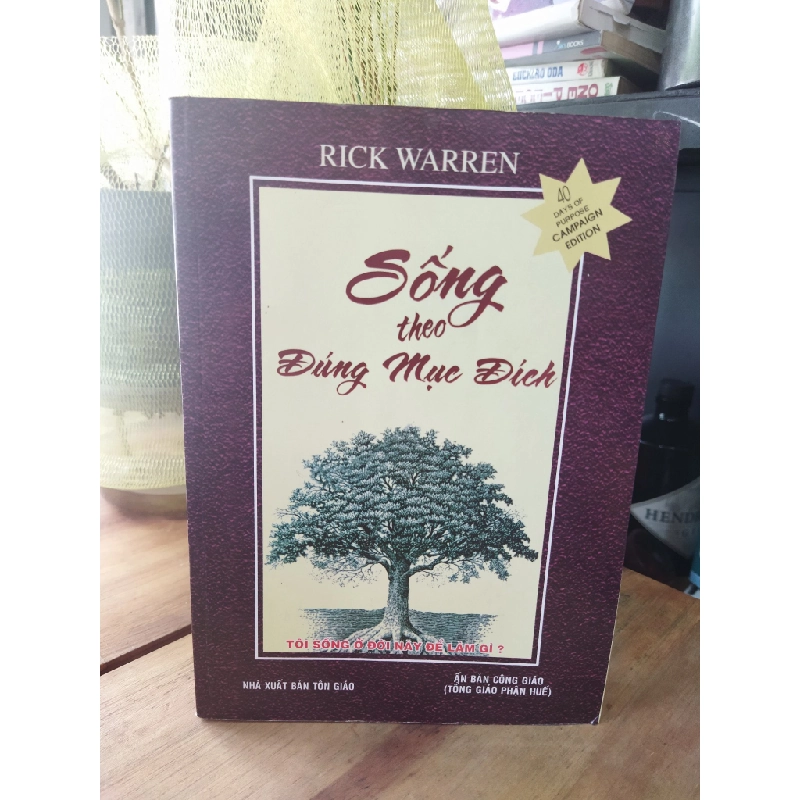 RICK WARREN
40
DAYS OF
PURPOSE
CAMPAIGN
EDITION
Sống
theo
Đúng Mục Đích
TÔI SỐNG Ở ĐỜI NÀY ĐỂ LÀM GÌ ?
NHÀ XUẤT BẢN TÔN GIÁO
ẤN BẢN CÔNG GIÁO
(TỔNG GIÁO PHẬN HUẾ)
HEND